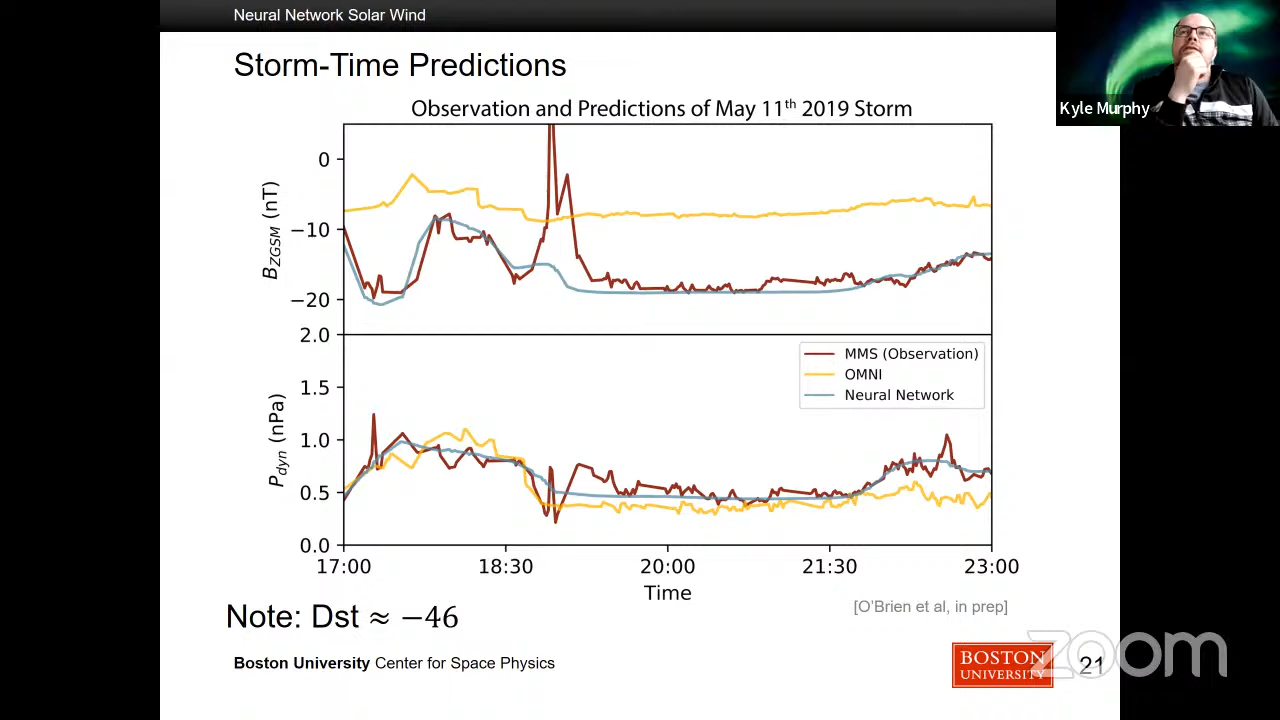 Neural Network Solar Wind
Storm-Time Predictions
Kyle Murphy
Observation and Predictions of May 11th 2019 Storm
0
−10
−20
B_ZGSM (nT)
2.0
1.5
1.0
0.5
0.0
P_dyn (nPa)
MMS (Observation)
OMNI
Neural Network
17:00 18:30 20:00 21:30 23:00
Time
[O'Brien et al, in prep]
Note: Dst ≈ −46
Boston University Center for Space Physics
BOSTON
UNIVERSITY
21
zoom